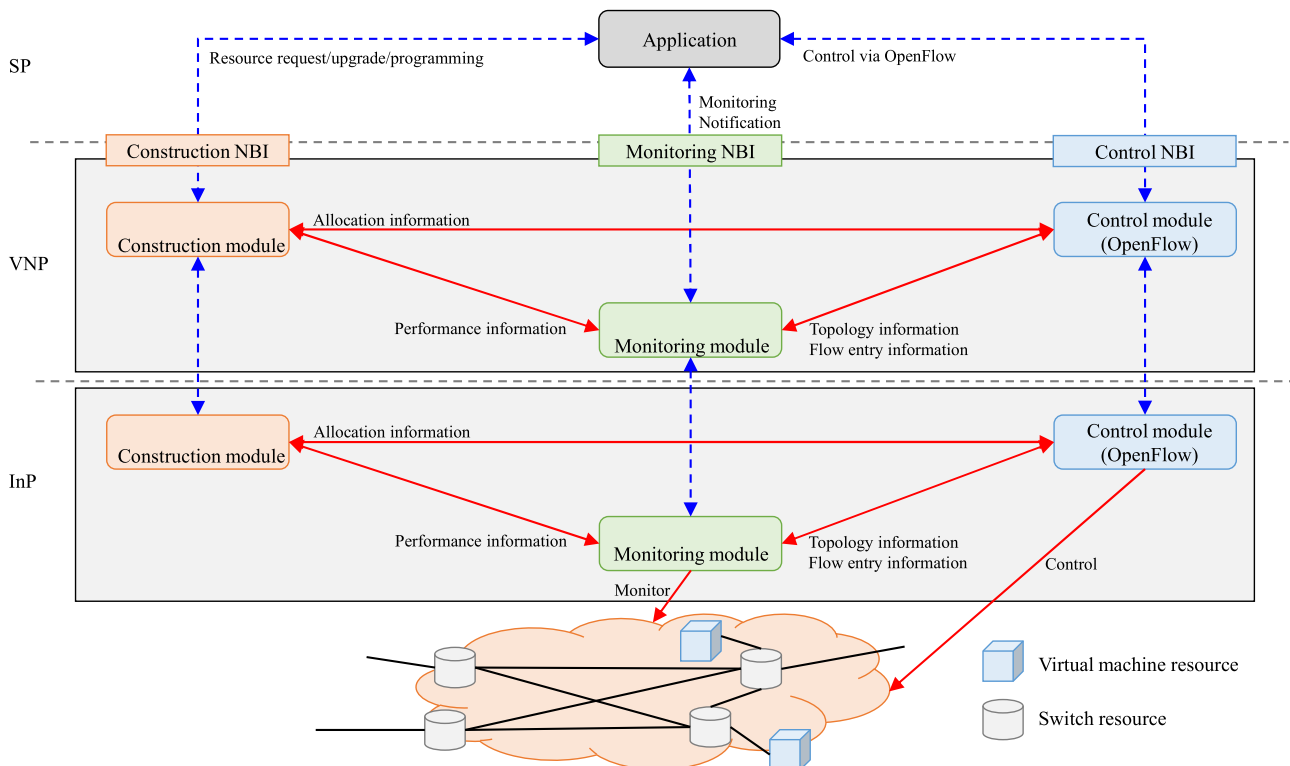 Application
SP
Resource request/upgrade/programming
Control via OpenFlow
Monitoring
Notification
Construction NBI
Monitoring NBI
Control NBI
VNP
Construction module
Allocation information
Control module
(OpenFlow)
Performance information
Monitoring module
Topology information
Flow entry information
InP
Construction module
Allocation information
Control module
(OpenFlow)
Performance information
Monitoring module
Topology information
Flow entry information
Control
Monitor
Virtual machine resource
Switch resource